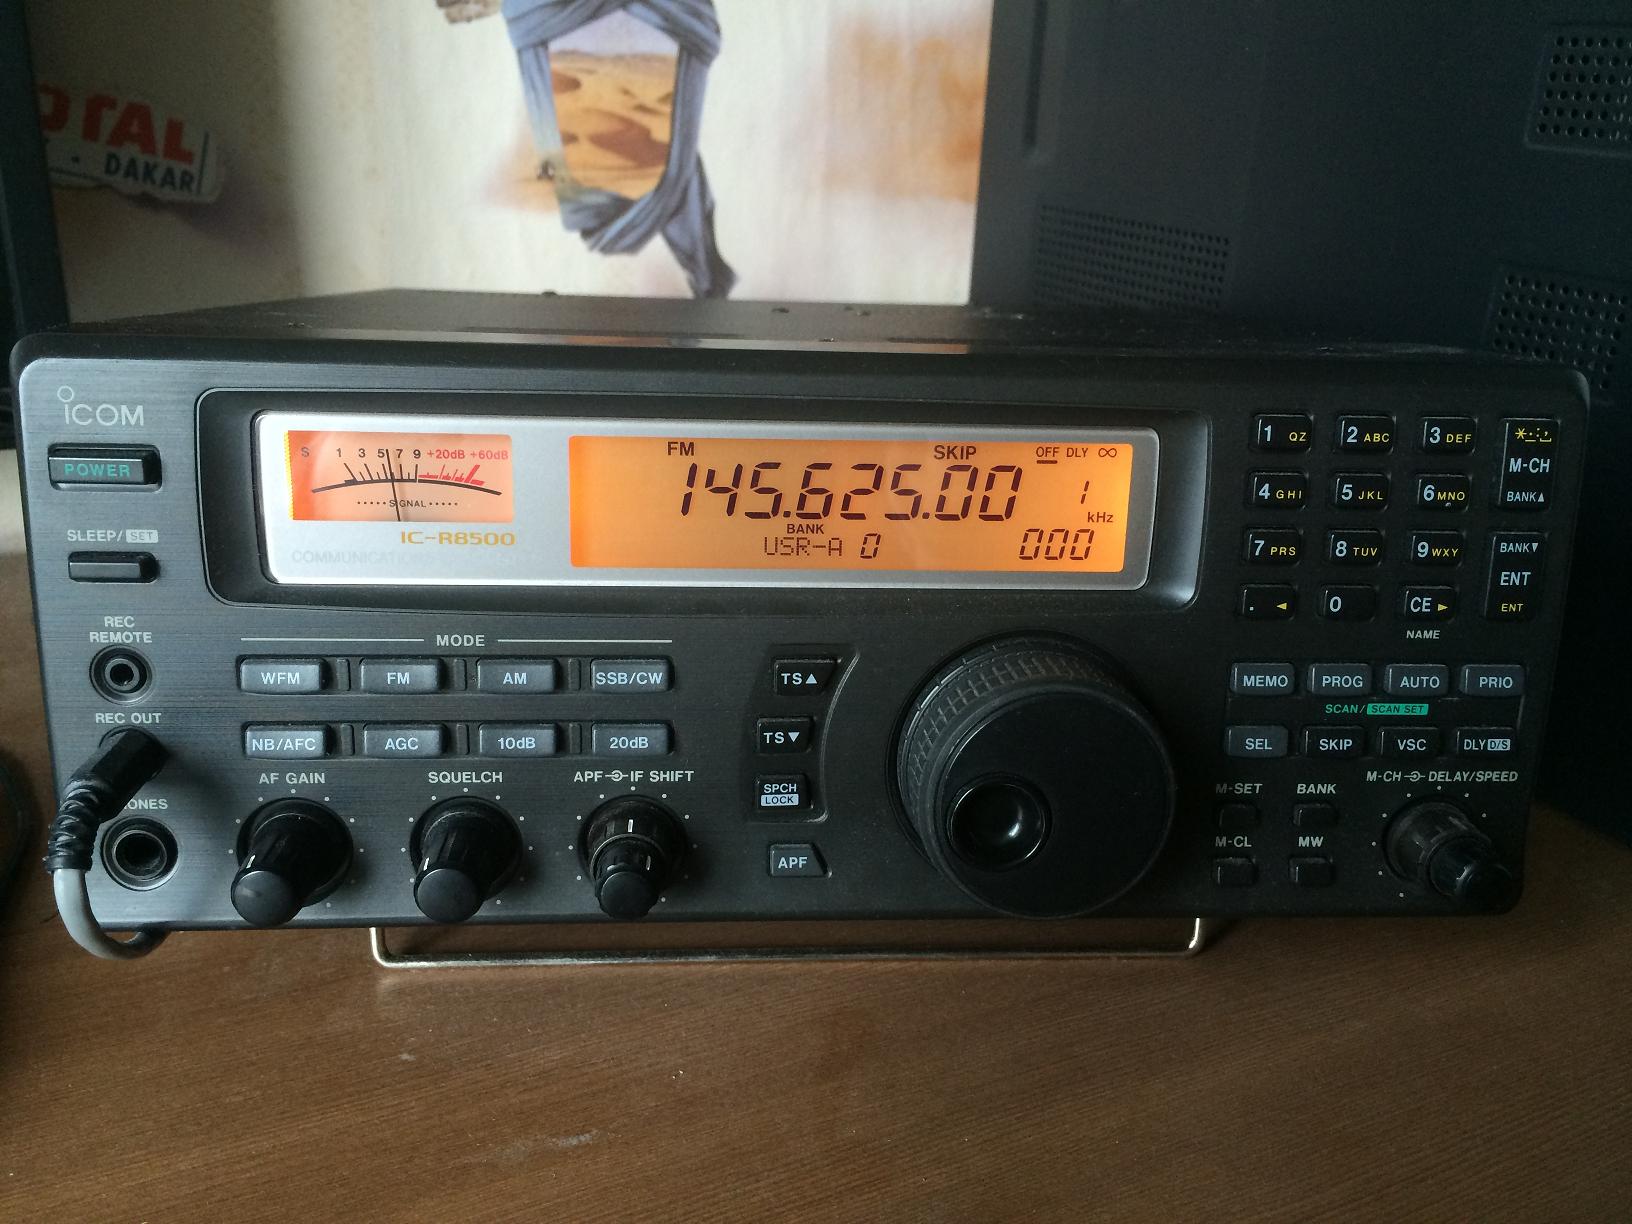 OTAL
DAKAR
ICOM
POWER
SLEEP/SET
REC
REMOTE
REC OUT
S 1 3 5 7 9 +20dB +60dB
SIGNAL
IC-R8500
FM SKIP OFF DLY ∞
145.625.00 1
kHz
BANK
USR-A 0 000
MODE
WFM FM AM SSB/CW
NB/AFC AGC 10dB 20dB
AF GAIN SQUELCH APF IF SHIFT
TS▲
TS▼
SPCH
LOCK
APF
1 QZ 2 ABC 3 DEF
4 GHI 5 JKL 6 MNO
7 PRS 8 TUV 9 WXY
. ◄ 0 CE ►
NAME
M-CH
BANK▲
BANK▼
ENT
ENT
MEMO PROG AUTO PRIO
SCAN/SCAN SET
SEL SKIP VSC DLY D/S
M-SET BANK M-CH DELAY/SPEED
M-CL MW